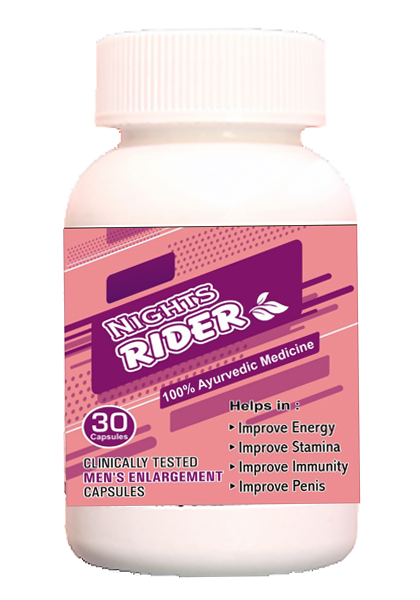 NIGHTS
RIDER
100% Ayurvedic Medicine
30
Capsules
CLINICALLY TESTED
MEN'S ENLARGEMENT
CAPSULES
Helps in :
‣ Improve Energy
‣ Improve Stamina
‣ Improve Immunity
‣ Improve Penis